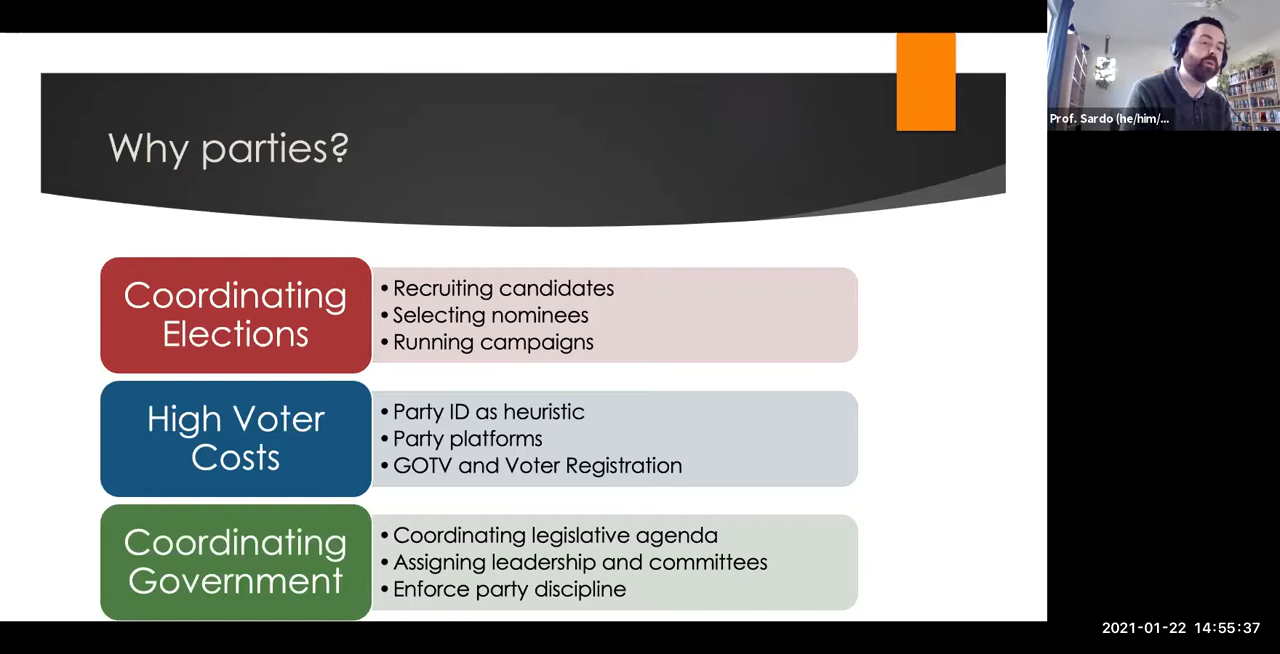 Why parties?
Coordinating
Elections
• Recruiting candidates
• Selecting nominees
• Running campaigns
High Voter
Costs
• Party ID as heuristic
• Party platforms
• GOTV and Voter Registration
Coordinating
Government
• Coordinating legislative agenda
• Assigning leadership and committees
• Enforce party discipline
Prof. Sardo (he/him/...
2021-01-22 14:55:37